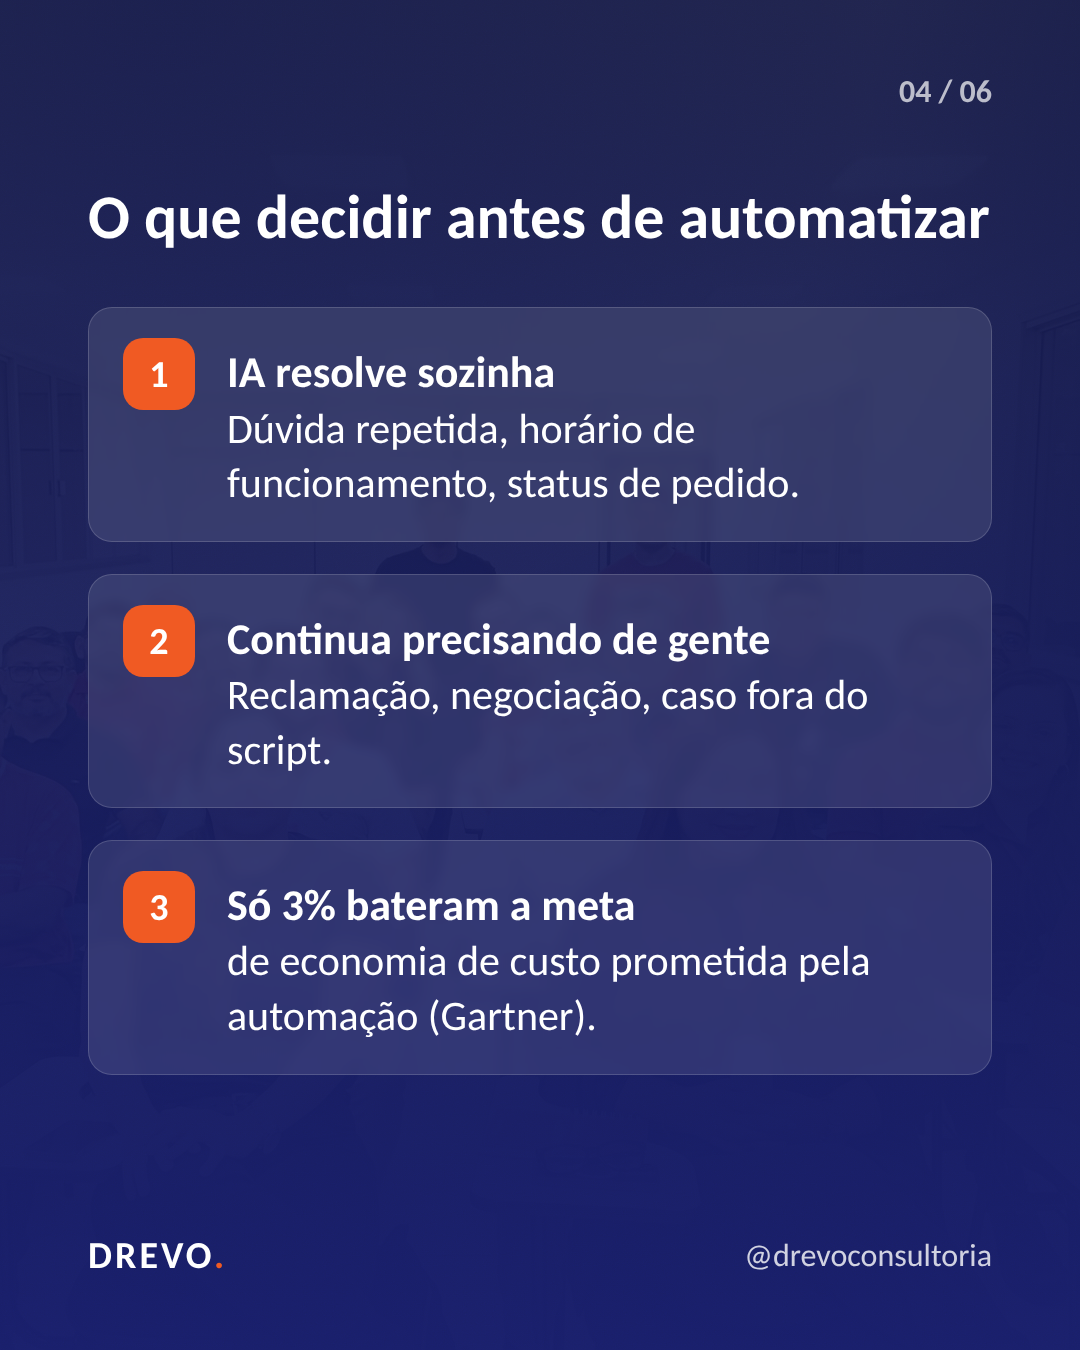 04 / 06
O que decidir antes de automatizar
1
IA resolve sozinha
Dúvida repetida, horário de
funcionamento, status de pedido.
2
Continua precisando de gente
Reclamação, negociação, caso fora do
script.
3
Só 3% bateram a meta
de economia de custo prometida pela
automação (Gartner).
DREVO.
@drevoconsultoria